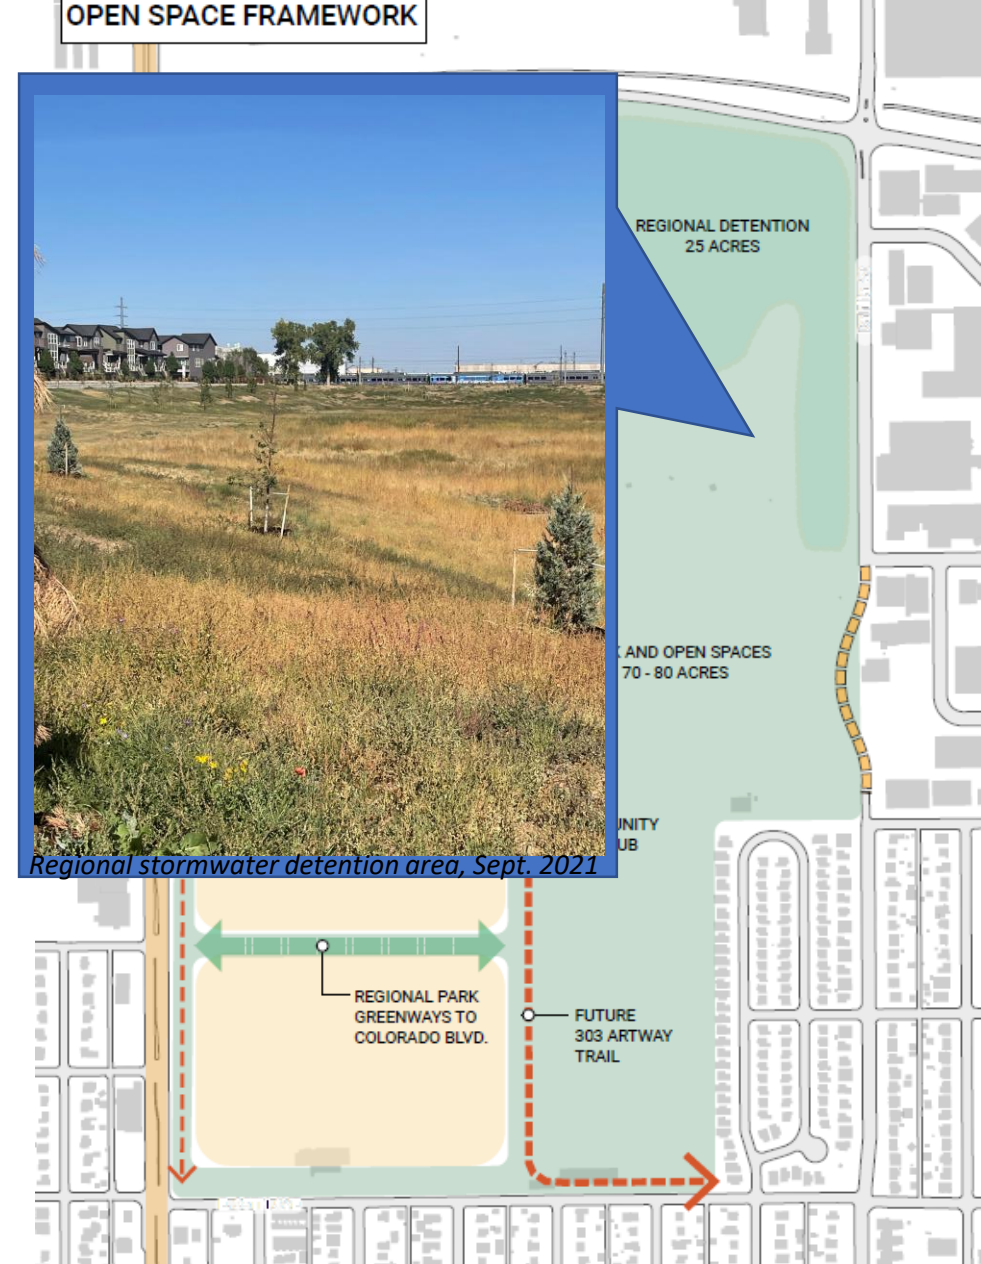 OPEN SPACE FRAMEWORK
REGIONAL DETENTION
25 ACRES
AND OPEN SPACES
70 - 80 ACRES
Regional stormwater detention area, Sept. 2021
REGIONAL PARK
GREENWAYS TO
COLORADO BLVD.
FUTURE
303 ARTWAY
TRAIL